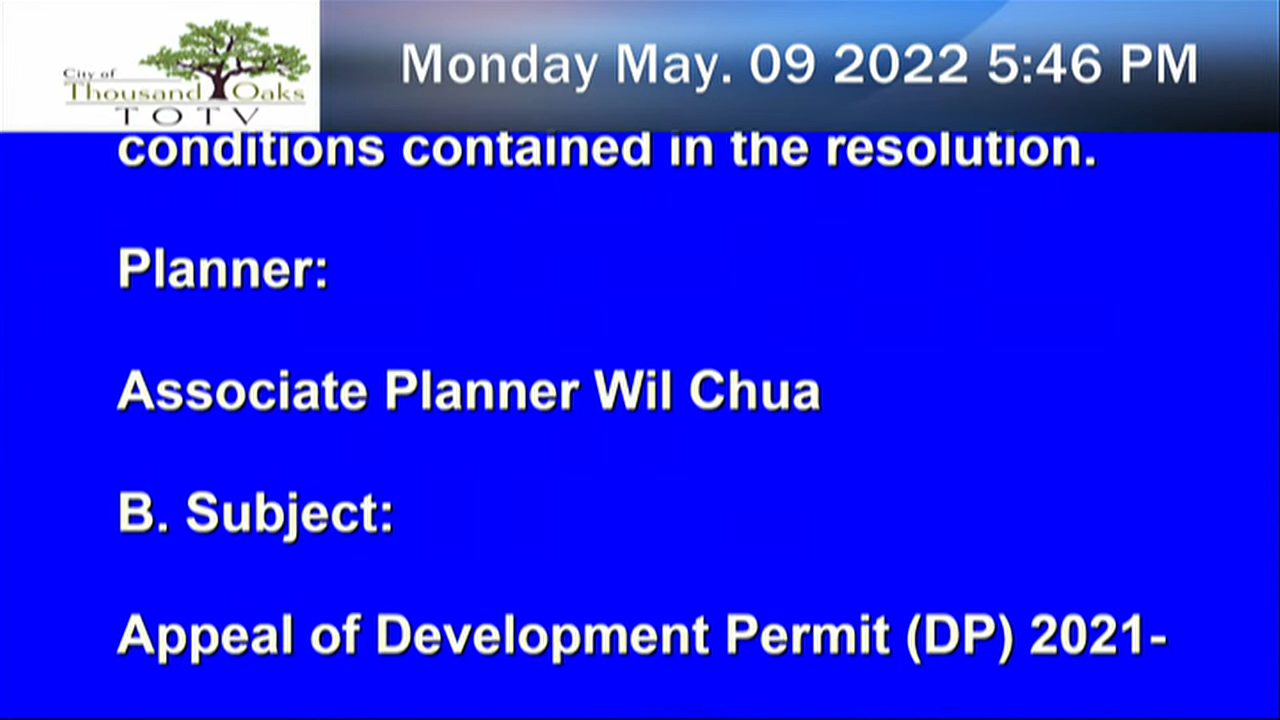 City of
Thousand Oaks
TOTV
Monday May. 09 2022 5:46 PM
conditions contained in the resolution.
Planner:
Associate Planner Wil Chua
B. Subject:
Appeal of Development Permit (DP) 2021-